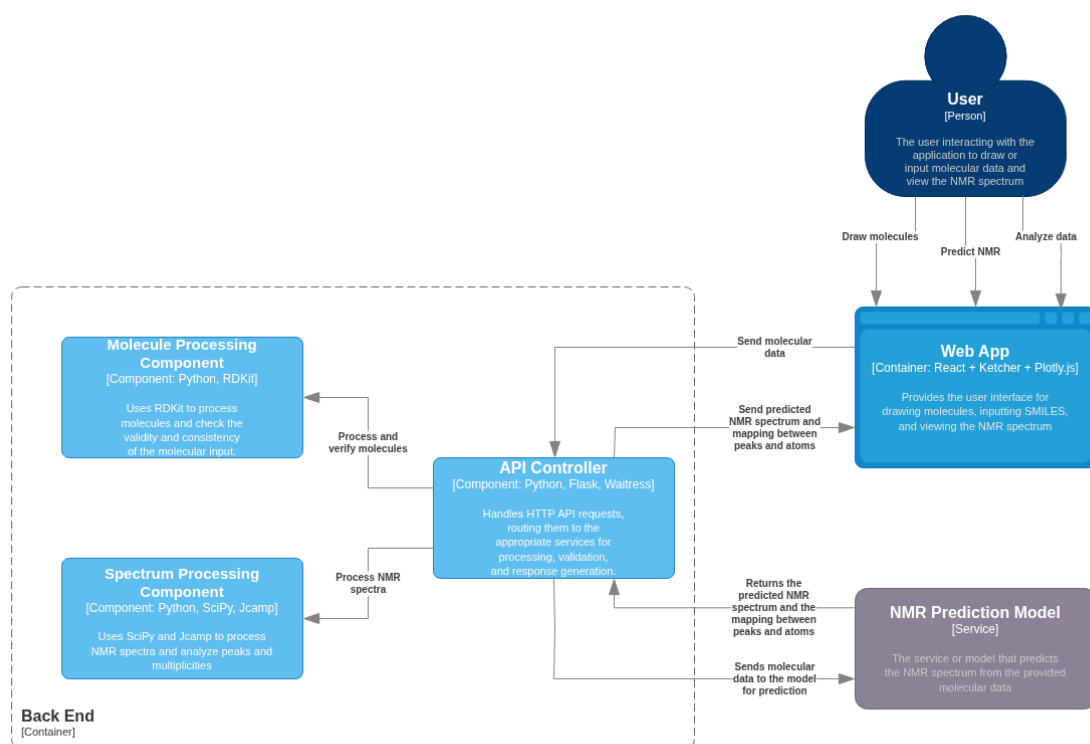 User
[Person]
The user interacting with the
application to draw or
input molecular data and
view the NMR spectrum
Draw molecules
Predict NMR
Analyze data
Molecule Processing
Component
[Component: Python, RDKit]
Uses RDKit to process
molecules and check the
validity and consistency
of the molecular input.
Send molecular
data
Web App
[Container: React + Ketcher + Plotly.js]
Provides the user interface for
drawing molecules, inputting SMILES,
and viewing the NMR spectrum
Send predicted
NMR spectrum and
mapping between
peaks and atoms
Process and
verify molecules
API Controller
[Component: Python, Flask, Waitress]
Handles HTTP API requests,
routing them to the
appropriate services for
processing, validation,
and response generation.
Spectrum Processing
Component
[Component: Python, SciPy, Jcamp]
Uses SciPy and Jcamp to process
NMR spectra and analyze peaks and
multiplicities
Process NMR
spectra
Returns the
predicted NMR
spectrum and the
mapping between
peaks and atoms
NMR Prediction Model
[Service]
The service or model that predicts
the NMR spectrum from the provided
molecular data
Sends molecular
data to the model
for prediction
Back End
[Container]